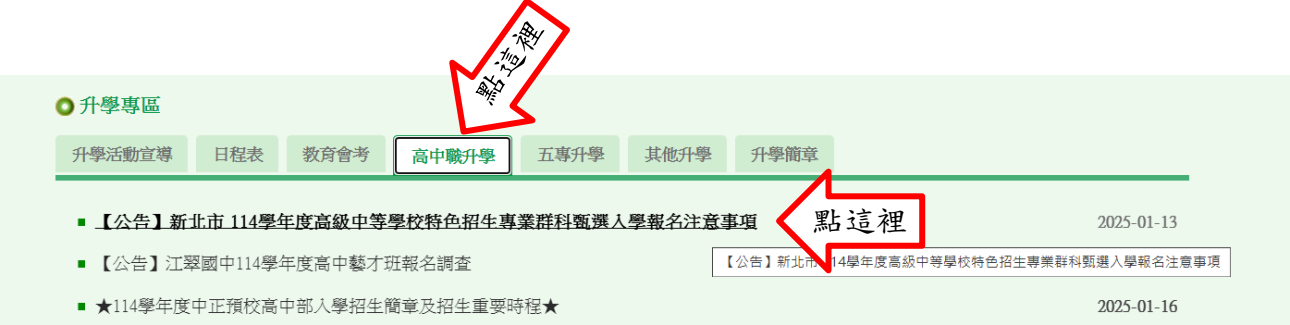 點這裡
升學專區
升學活動宣導 日程表 教育會考 高中職升學 五專升學 其他升學 升學簡章
【公告】新北市 114學年度高級中等學校特色招生專業群科甄選入學報名注意事項 點這裡 2025-01-13
【公告】江翠國中114學年度高中藝才班報名調查
【公告】新北市 114學年度高級中等學校特色招生專業群科甄選入學報名注意事項
★114學年度中正預校高中部入學招生簡章及招生重要時程★ 2025-01-16